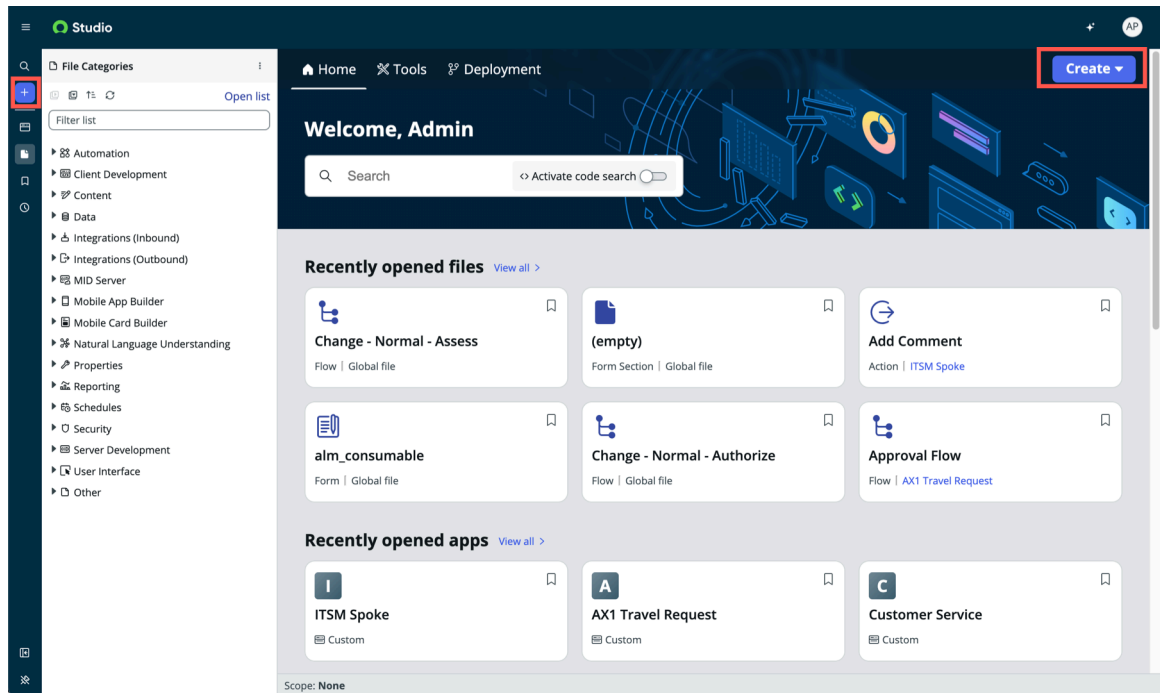 Studio
AP
File Categories
Open list
Filter list
Automation
Client Development
Content
Data
Integrations (Inbound)
Integrations (Outbound)
MID Server
Mobile App Builder
Mobile Card Builder
Natural Language Understanding
Properties
Reporting
Schedules
Security
Server Development
User Interface
Other
Home Tools Deployment
Create
Welcome, Admin
Search
Activate code search
Recently opened files View all >
Change - Normal - Assess
Flow | Global file
(empty)
Form Section | Global file
Add Comment
Action | ITSM Spoke
alm_consumable
Form | Global file
Change - Normal - Authorize
Flow | Global file
Approval Flow
Flow | AX1 Travel Request
Recently opened apps View all >
I
ITSM Spoke
Custom
A
AX1 Travel Request
Custom
C
Customer Service
Custom
Scope: None